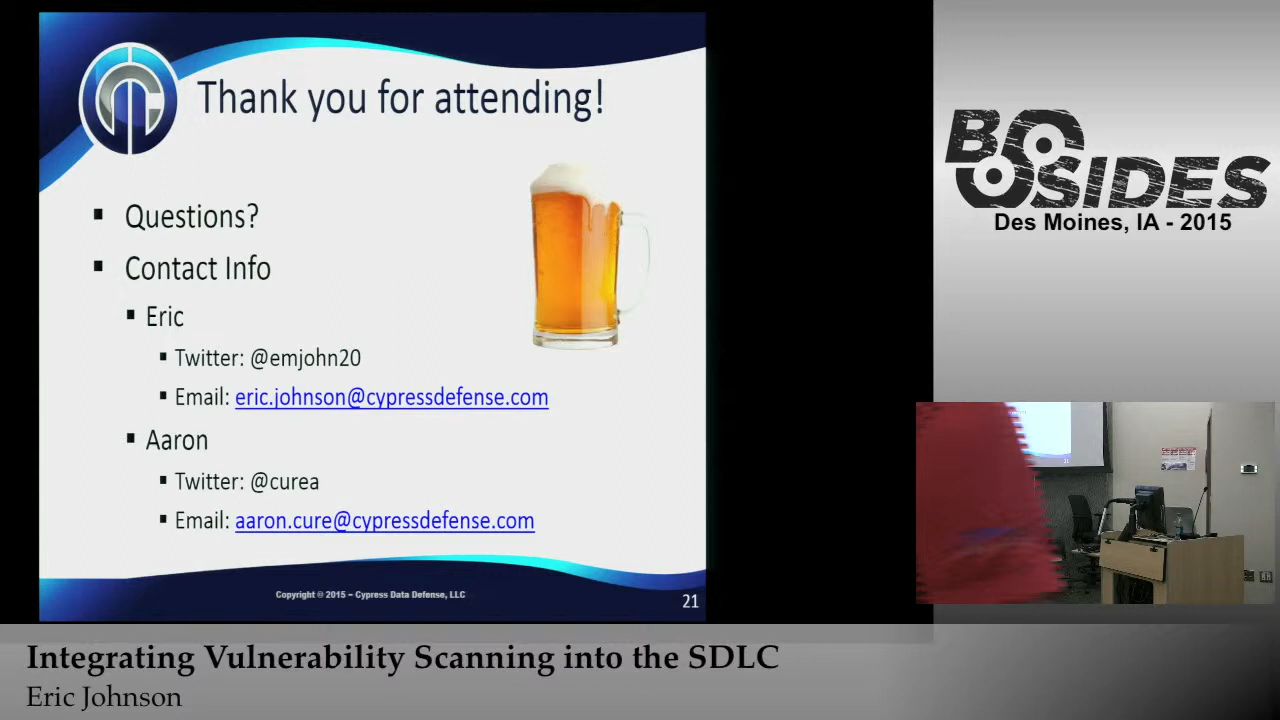 Thank you for attending!
Questions?
Contact Info
Eric
Twitter: @emjohn20
Email: eric.johnson@cypressdefense.com
Aaron
Twitter: @curea
Email: aaron.cure@cypressdefense.com
Copyright © 2015 – Cypress Data Defense, LLC
21
BSIDES
Des Moines, IA - 2015
Integrating Vulnerability Scanning into the SDLC
Eric Johnson